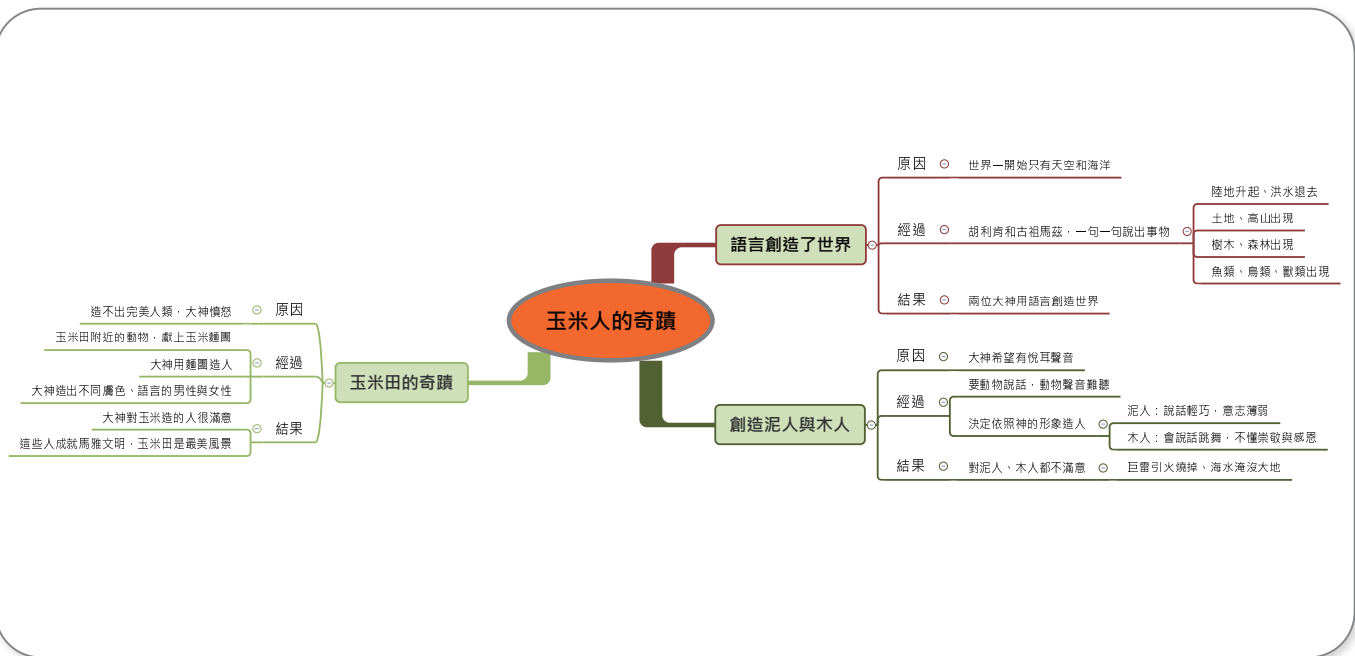 玉米人的奇蹟
語言創造了世界
原因
世界一開始只有天空和海洋
經過
胡利肯和古祖馬茲，一句一句說出事物
陸地升起、洪水退去
土地、高山出現
樹木、森林出現
魚類、鳥類、獸類出現
結果
兩位大神用語言創造世界
創造泥人與木人
原因
大神希望有悅耳聲音
經過
要動物說話，動物聲音難聽
決定依照神的形象造人
泥人：說話輕巧，意志薄弱
木人：會說話跳舞，不懂崇敬與感恩
結果
對泥人、木人都不滿意
巨雷引火燒掉、海水淹沒大地
玉米田的奇蹟
原因
造不出完美人類，大神憤怒
經過
玉米田附近的動物，獻上玉米麵團
大神用麵團造人
大神造出不同膚色、語言的男性與女性
結果
大神對玉米造的人很滿意
這些人成就馬雅文明，玉米田是最美風景